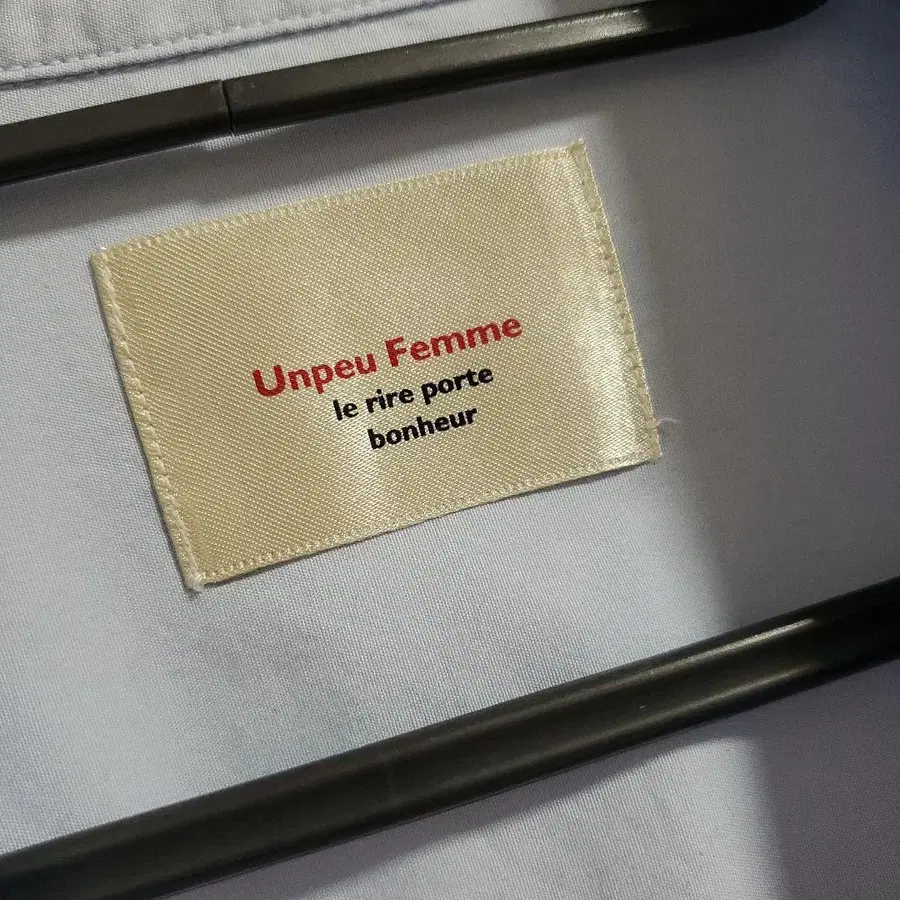 Unpeu Femme
le rire porte
bonheur